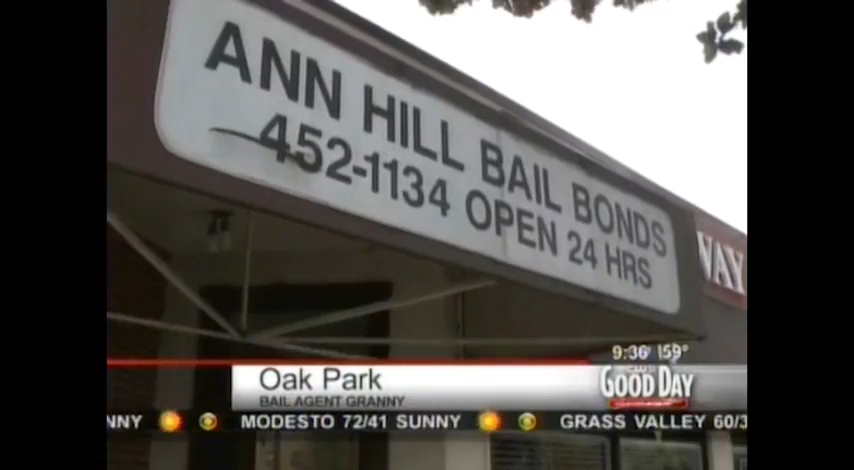 ANN HILL BAIL BONDS
452-1134 OPEN 24 HRS
WAY
9:36 59°
GOOD DAY
Oak Park
BAIL AGENT GRANNY
NNY MODESTO 72/41 SUNNY GRASS VALLEY 60/3